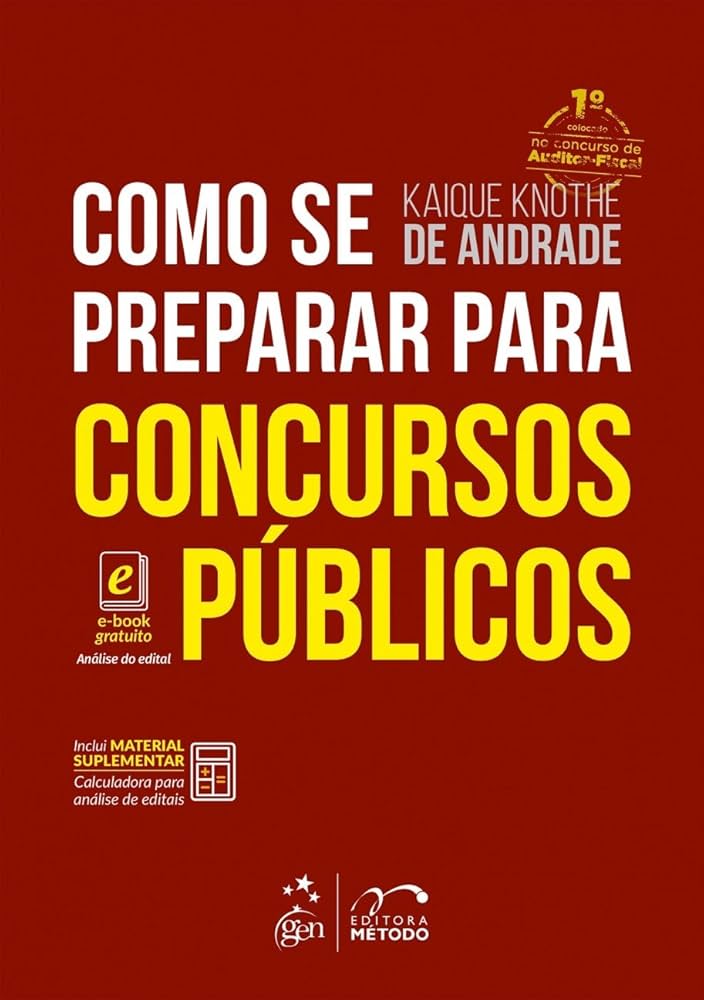 1º
colocado
no concurso de
Auditor-Fiscal
COMO SE
KAIQUE KNOTHE
DE ANDRADE
PREPARAR PARA
CONCURSOS
PÚBLICOS
e
e-book
gratuito
Análise do edital
Inclui MATERIAL
SUPLEMENTAR
Calculadora para
análise de editais
gen
EDITORA
MÉTODO